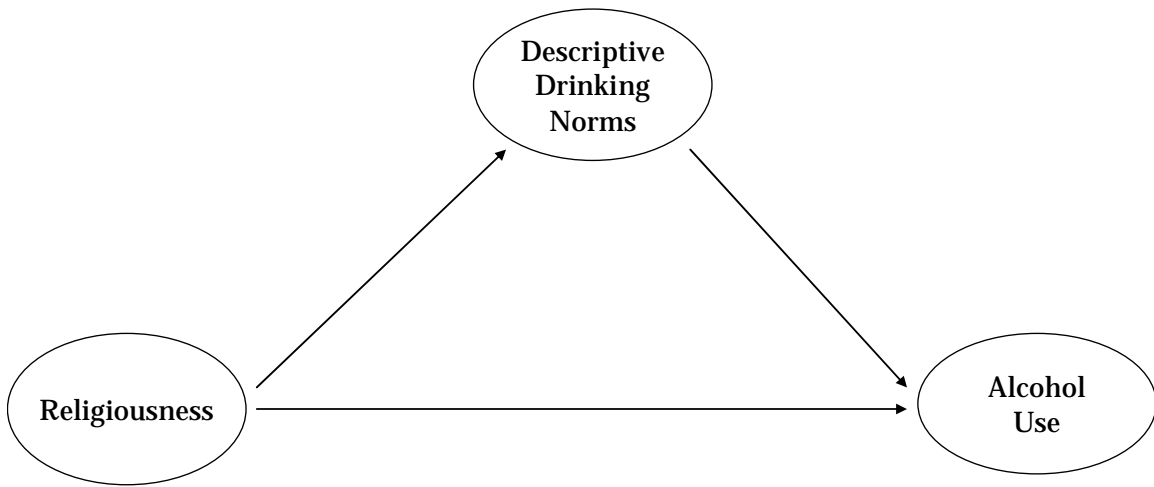 Descriptive
Drinking
Norms
Religiousness
Alcohol
Use